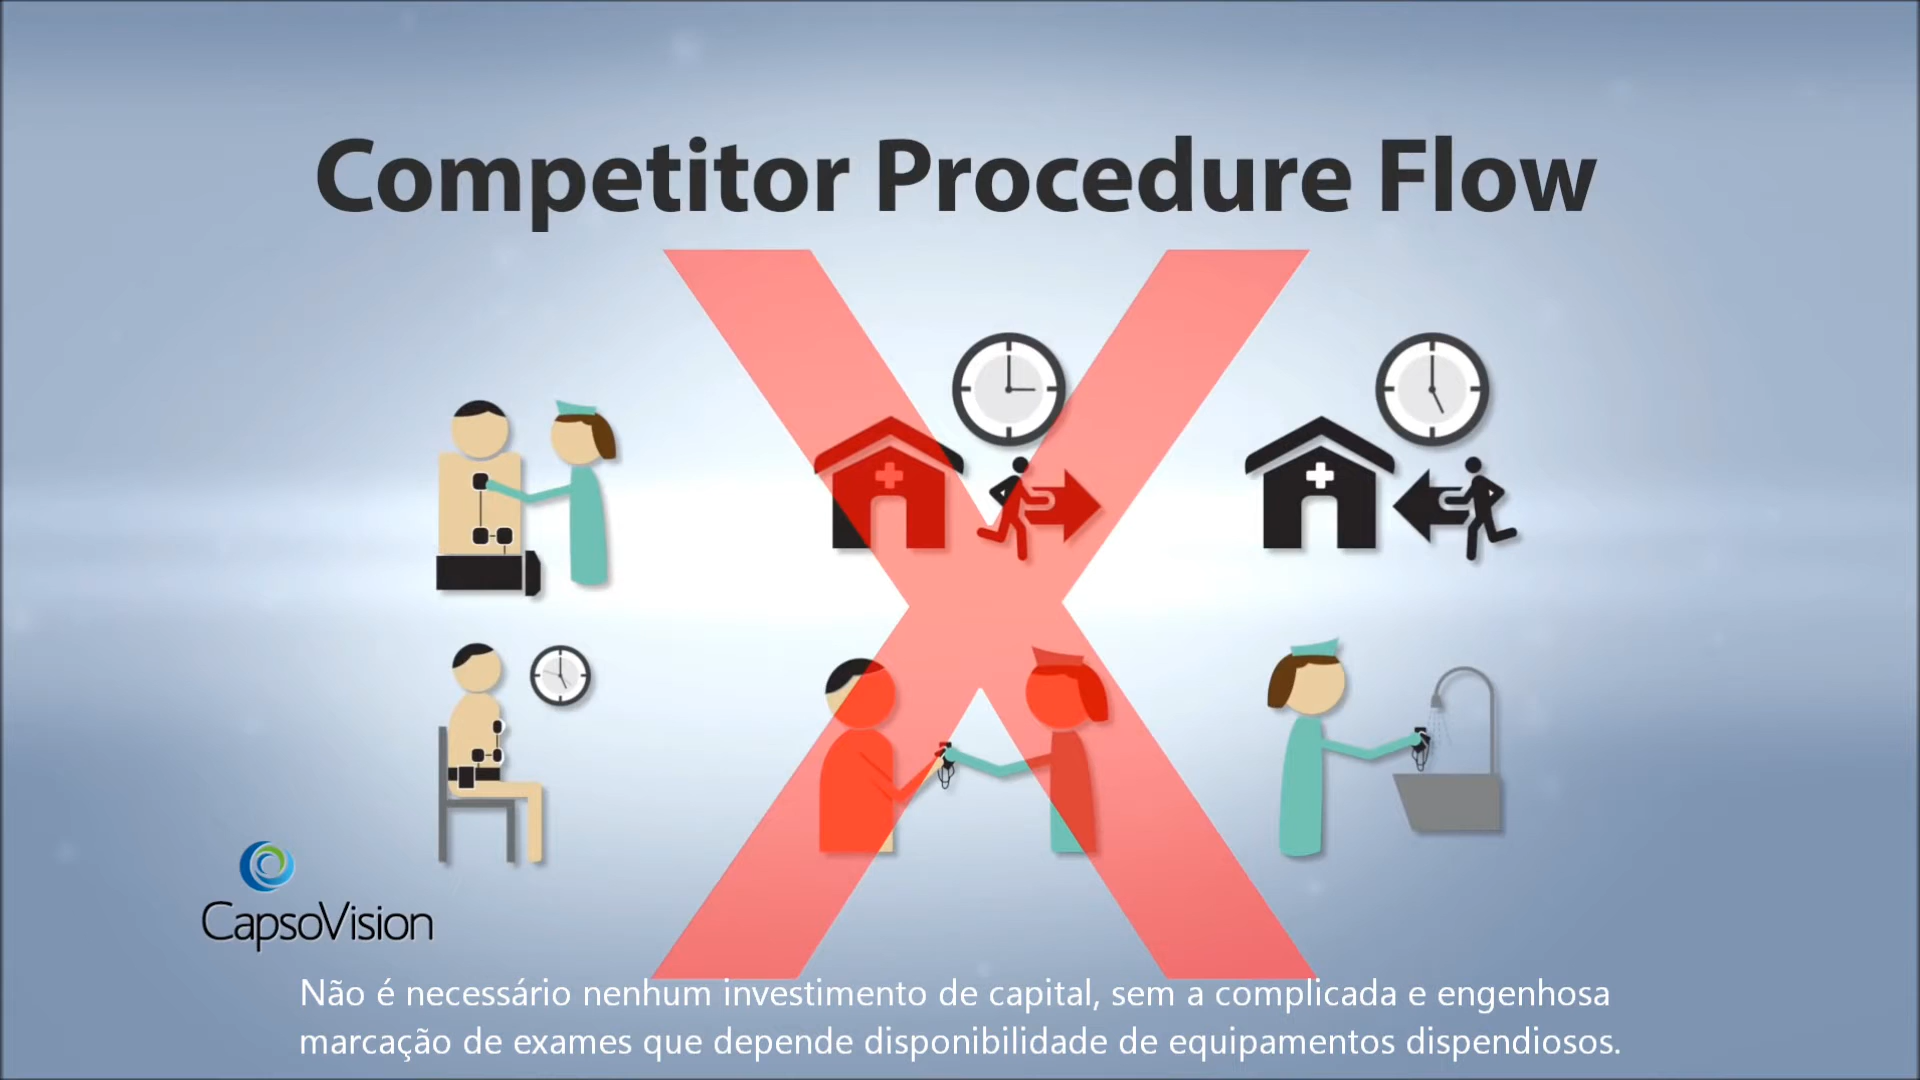 Competitor Procedure Flow
CapsoVision
Não é necessário nenhum investimento de capital, sem a complicada e engenhosa
marcação de exames que depende disponibilidade de equipamentos dispendiosos.